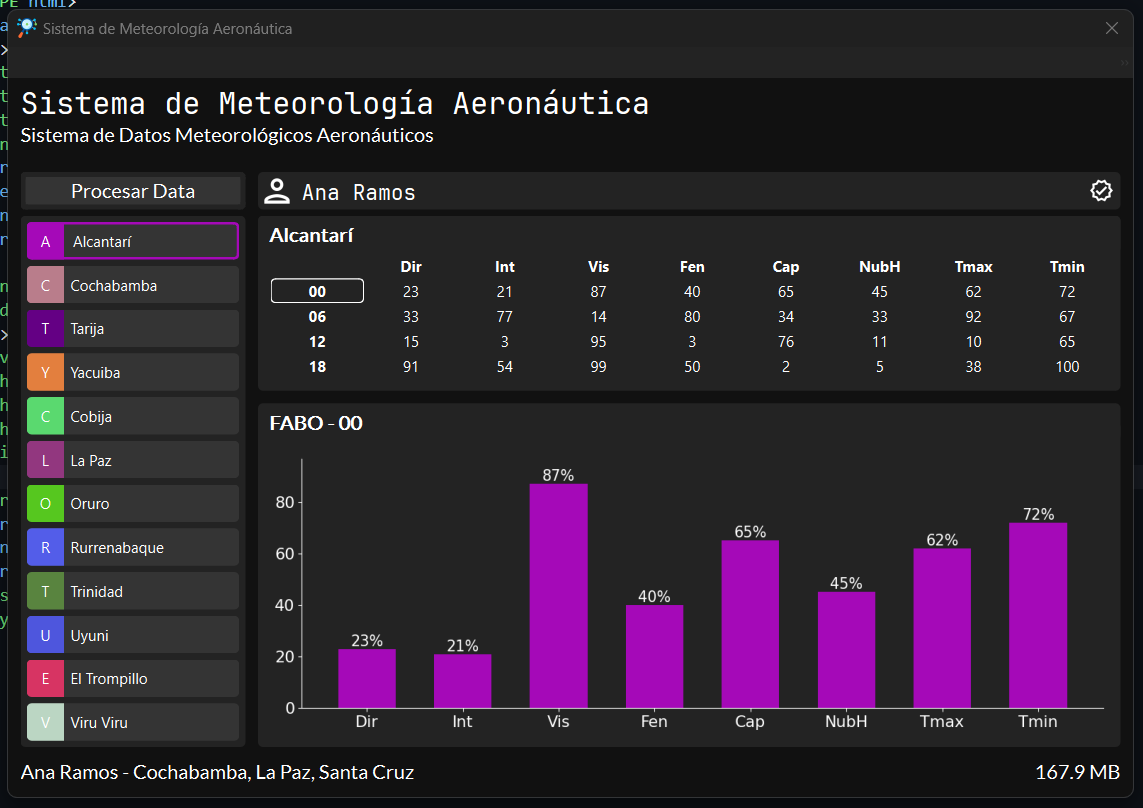 Sistema de Meteorología Aeronáutica
Sistema de Meteorología Aeronáutica
Sistema de Datos Meteorológicos Aeronáuticos
Procesar Data
Ana Ramos
A Alcantarí
C Cochabamba
T Tarija
Y Yacuiba
C Cobija
L La Paz
O Oruro
R Rurrenabaque
T Trinidad
U Uyuni
E El Trompillo
V Viru Viru
Alcantarí
Dir Int Vis Fen Cap NubH Tmax Tmin
00 23 21 87 40 65 45 62 72
06 33 77 14 80 34 33 92 67
12 15 3 95 3 76 11 10 65
18 91 54 99 50 2 5 38 100
FABO - 00
87%
80
72%
65%
62%
60
45%
40%
40
23%
21%
20
0
Dir Int Vis Fen Cap NubH Tmax Tmin
Ana Ramos - Cochabamba, La Paz, Santa Cruz
167.9 MB